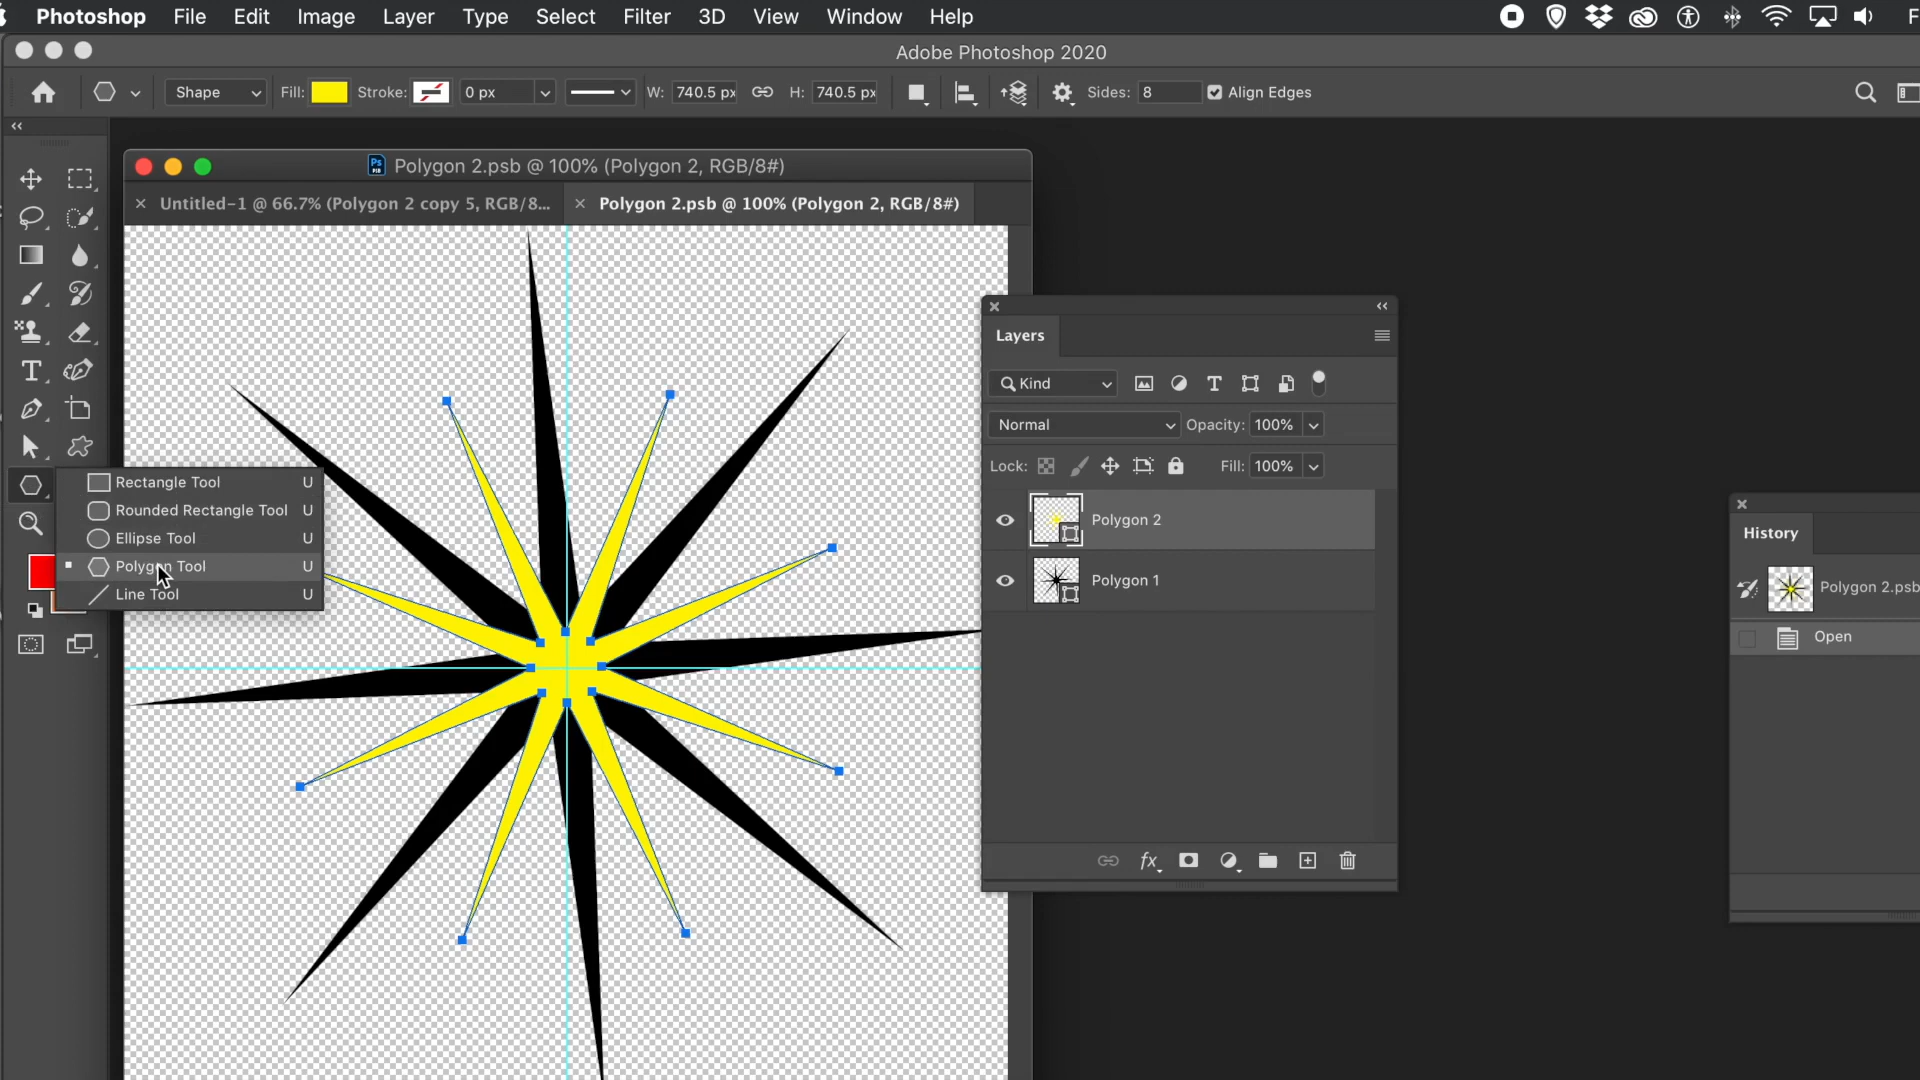 Photoshop File Edit Image Layer Type Select Filter 3D View Window Help F
Adobe Photoshop 2020
Shape Fill: Stroke: 0 px W: 740.5 px H: 740.5 px Sides: 8 Align Edges
Polygon 2.psb @ 100% (Polygon 2, RGB/8#)
Untitled-1 @ 66.7% (Polygon 2 copy 5, RGB/8... Polygon 2.psb @ 100% (Polygon 2, RGB/8#)
Layers
Kind
Normal Opacity: 100%
Lock: Fill: 100%
Polygon 2
Polygon 1
fx
Rectangle Tool U
Rounded Rectangle Tool U
Ellipse Tool U
Polygon Tool U
Line Tool U
History
Polygon 2.psb
Open